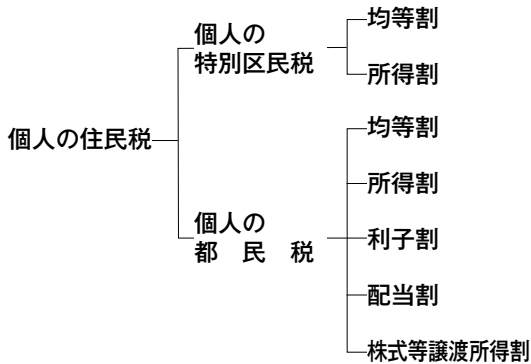 個人の住民税
個人の
特別区民税
均等割
所得割
個人の
都　民　税
均等割
所得割
利子割
配当割
株式等譲渡所得割